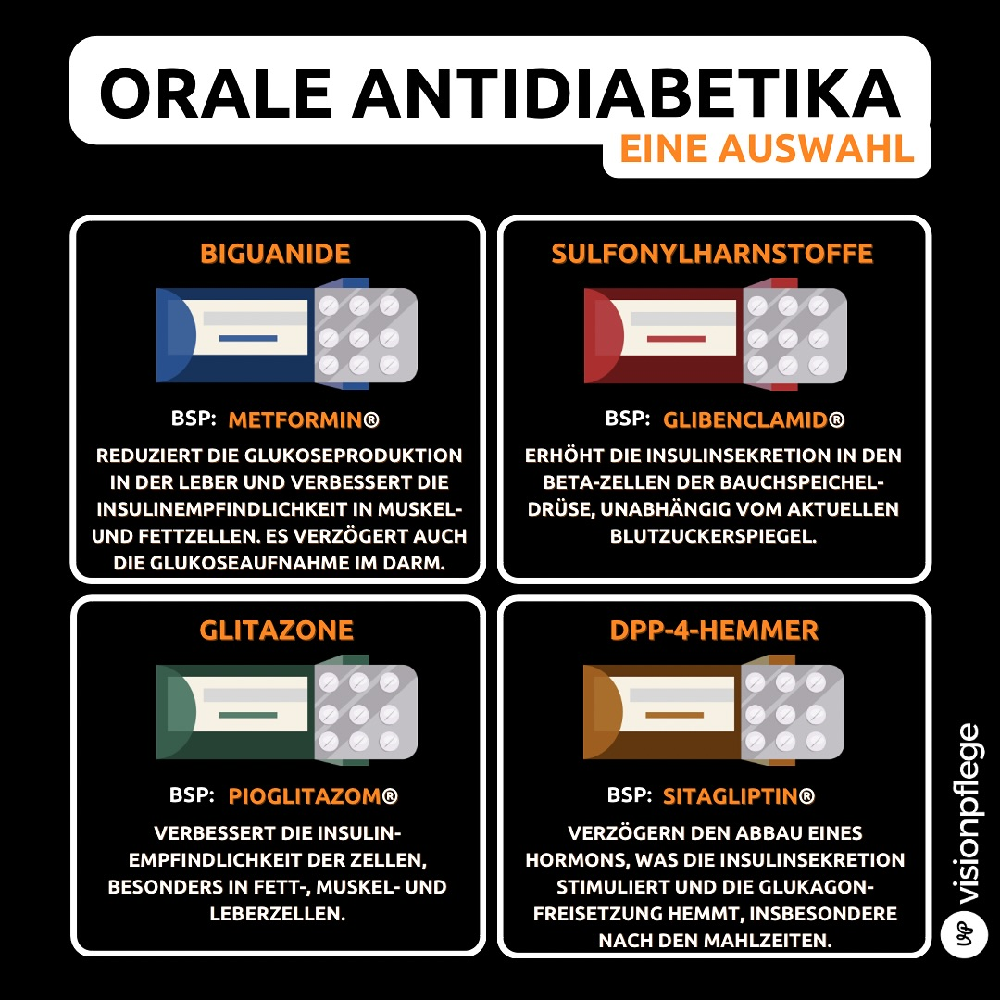 ORALE ANTIDIABETIKA
EINE AUSWAHL
BIGUANIDE
BSP: METFORMIN®
REDUZIERT DIE GLUKOSEPRODUKTION
IN DER LEBER UND VERBESSERT DIE
INSULINEMPFINDLICHKEIT IN MUSKEL-
UND FETTZELLEN. ES VERZÖGERT AUCH
DIE GLUKOSEAUFNAHME IM DARM.
SULFONYLHARNSTOFFE
BSP: GLIBENCLAMID®
ERHÖHT DIE INSULINSEKRETION IN DEN
BETA-ZELLEN DER BAUCHSPEICHEL-
DRÜSE, UNABHÄNGIG VOM AKTUELLEN
BLUTZUCKERSPIEGEL.
GLITAZONE
BSP: PIOGLITAZOM®
VERBESSERT DIE INSULIN-
EMPFINDLICHKEIT DER ZELLEN,
BESONDERS IN FETT-, MUSKEL- UND
LEBERZELLEN.
DPP-4-HEMMER
BSP: SITAGLIPTIN®
VERZÖGERN DEN ABBAU EINES
HORMONS, WAS DIE INSULINSEKRETION
STIMULIERT UND DIE GLUKAGON-
FREISETZUNG HEMMT, INSBESONDERE
NACH DEN MAHLZEITEN.
VP visionpflege